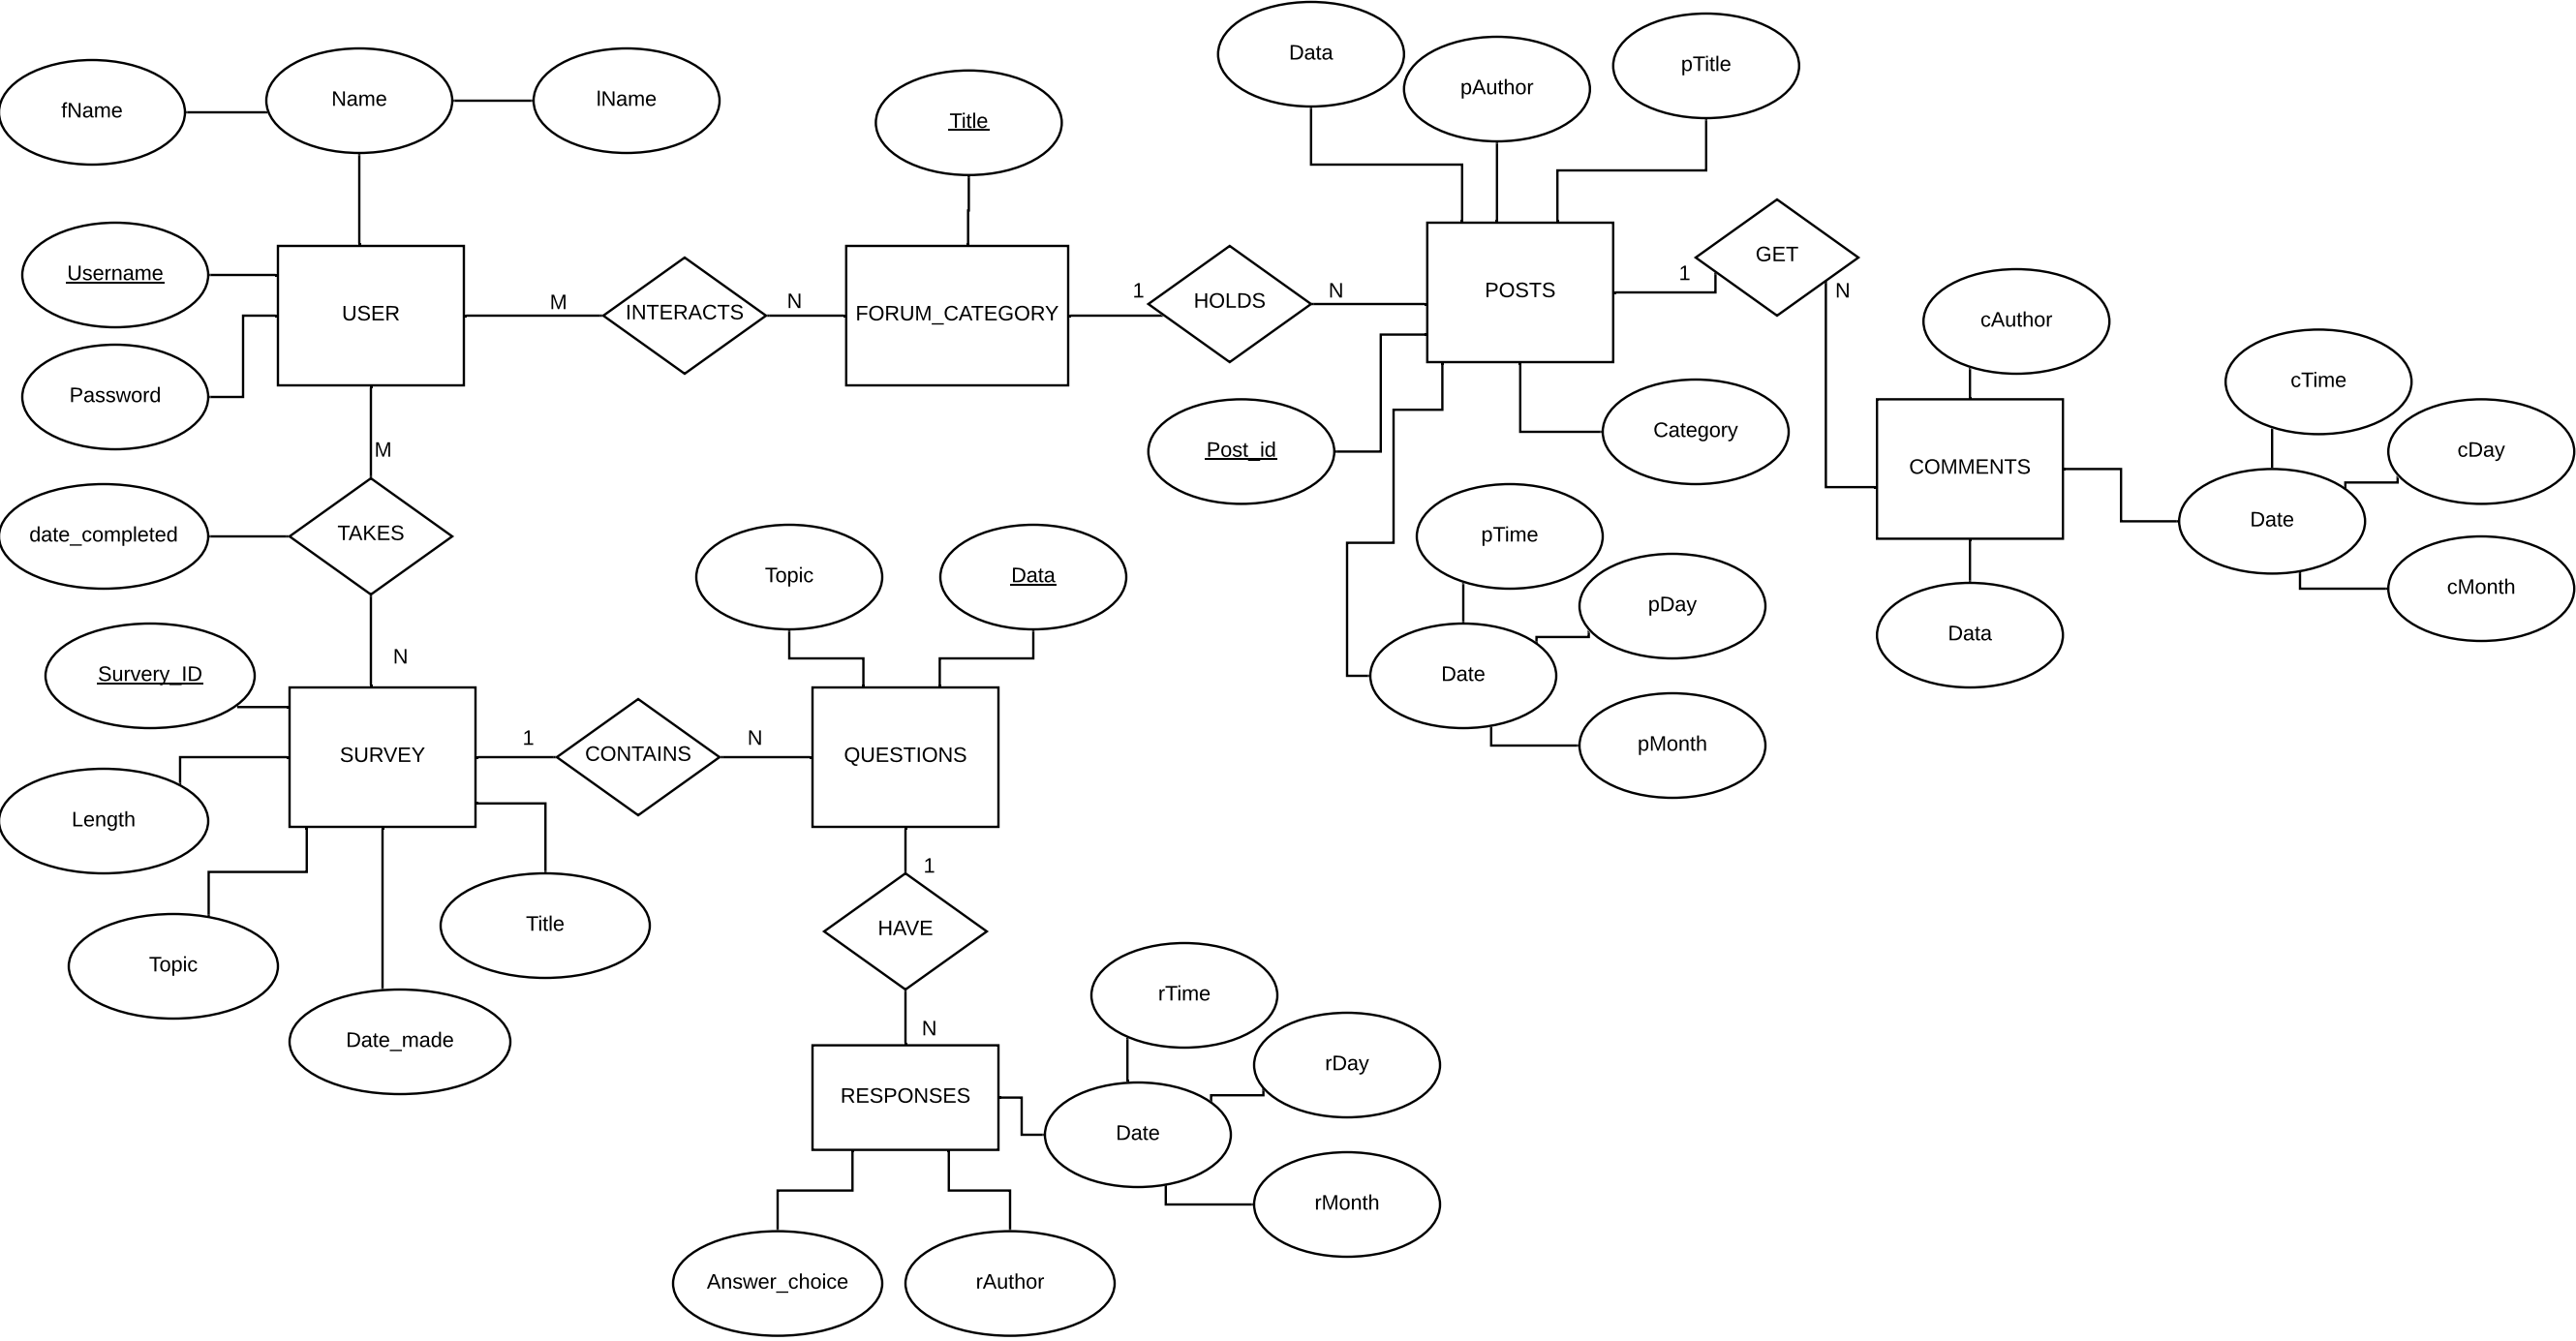 Data
pTitle
pAuthor
fName
Name
lName
Title
Username
USER
M
INTERACTS
N
FORUM_CATEGORY
1
HOLDS
N
POSTS
1
GET
N
cAuthor
cTime
Password
Category
cDay
M
Post_id
COMMENTS
date_completed
TAKES
pTime
Date
Topic
Data
pDay
cMonth
N
Data
Survery_ID
Date
SURVEY
1
CONTAINS
N
QUESTIONS
pMonth
Length
1
Title
HAVE
Topic
rTime
N
Date_made
rDay
RESPONSES
Date
rMonth
Answer_choice
rAuthor